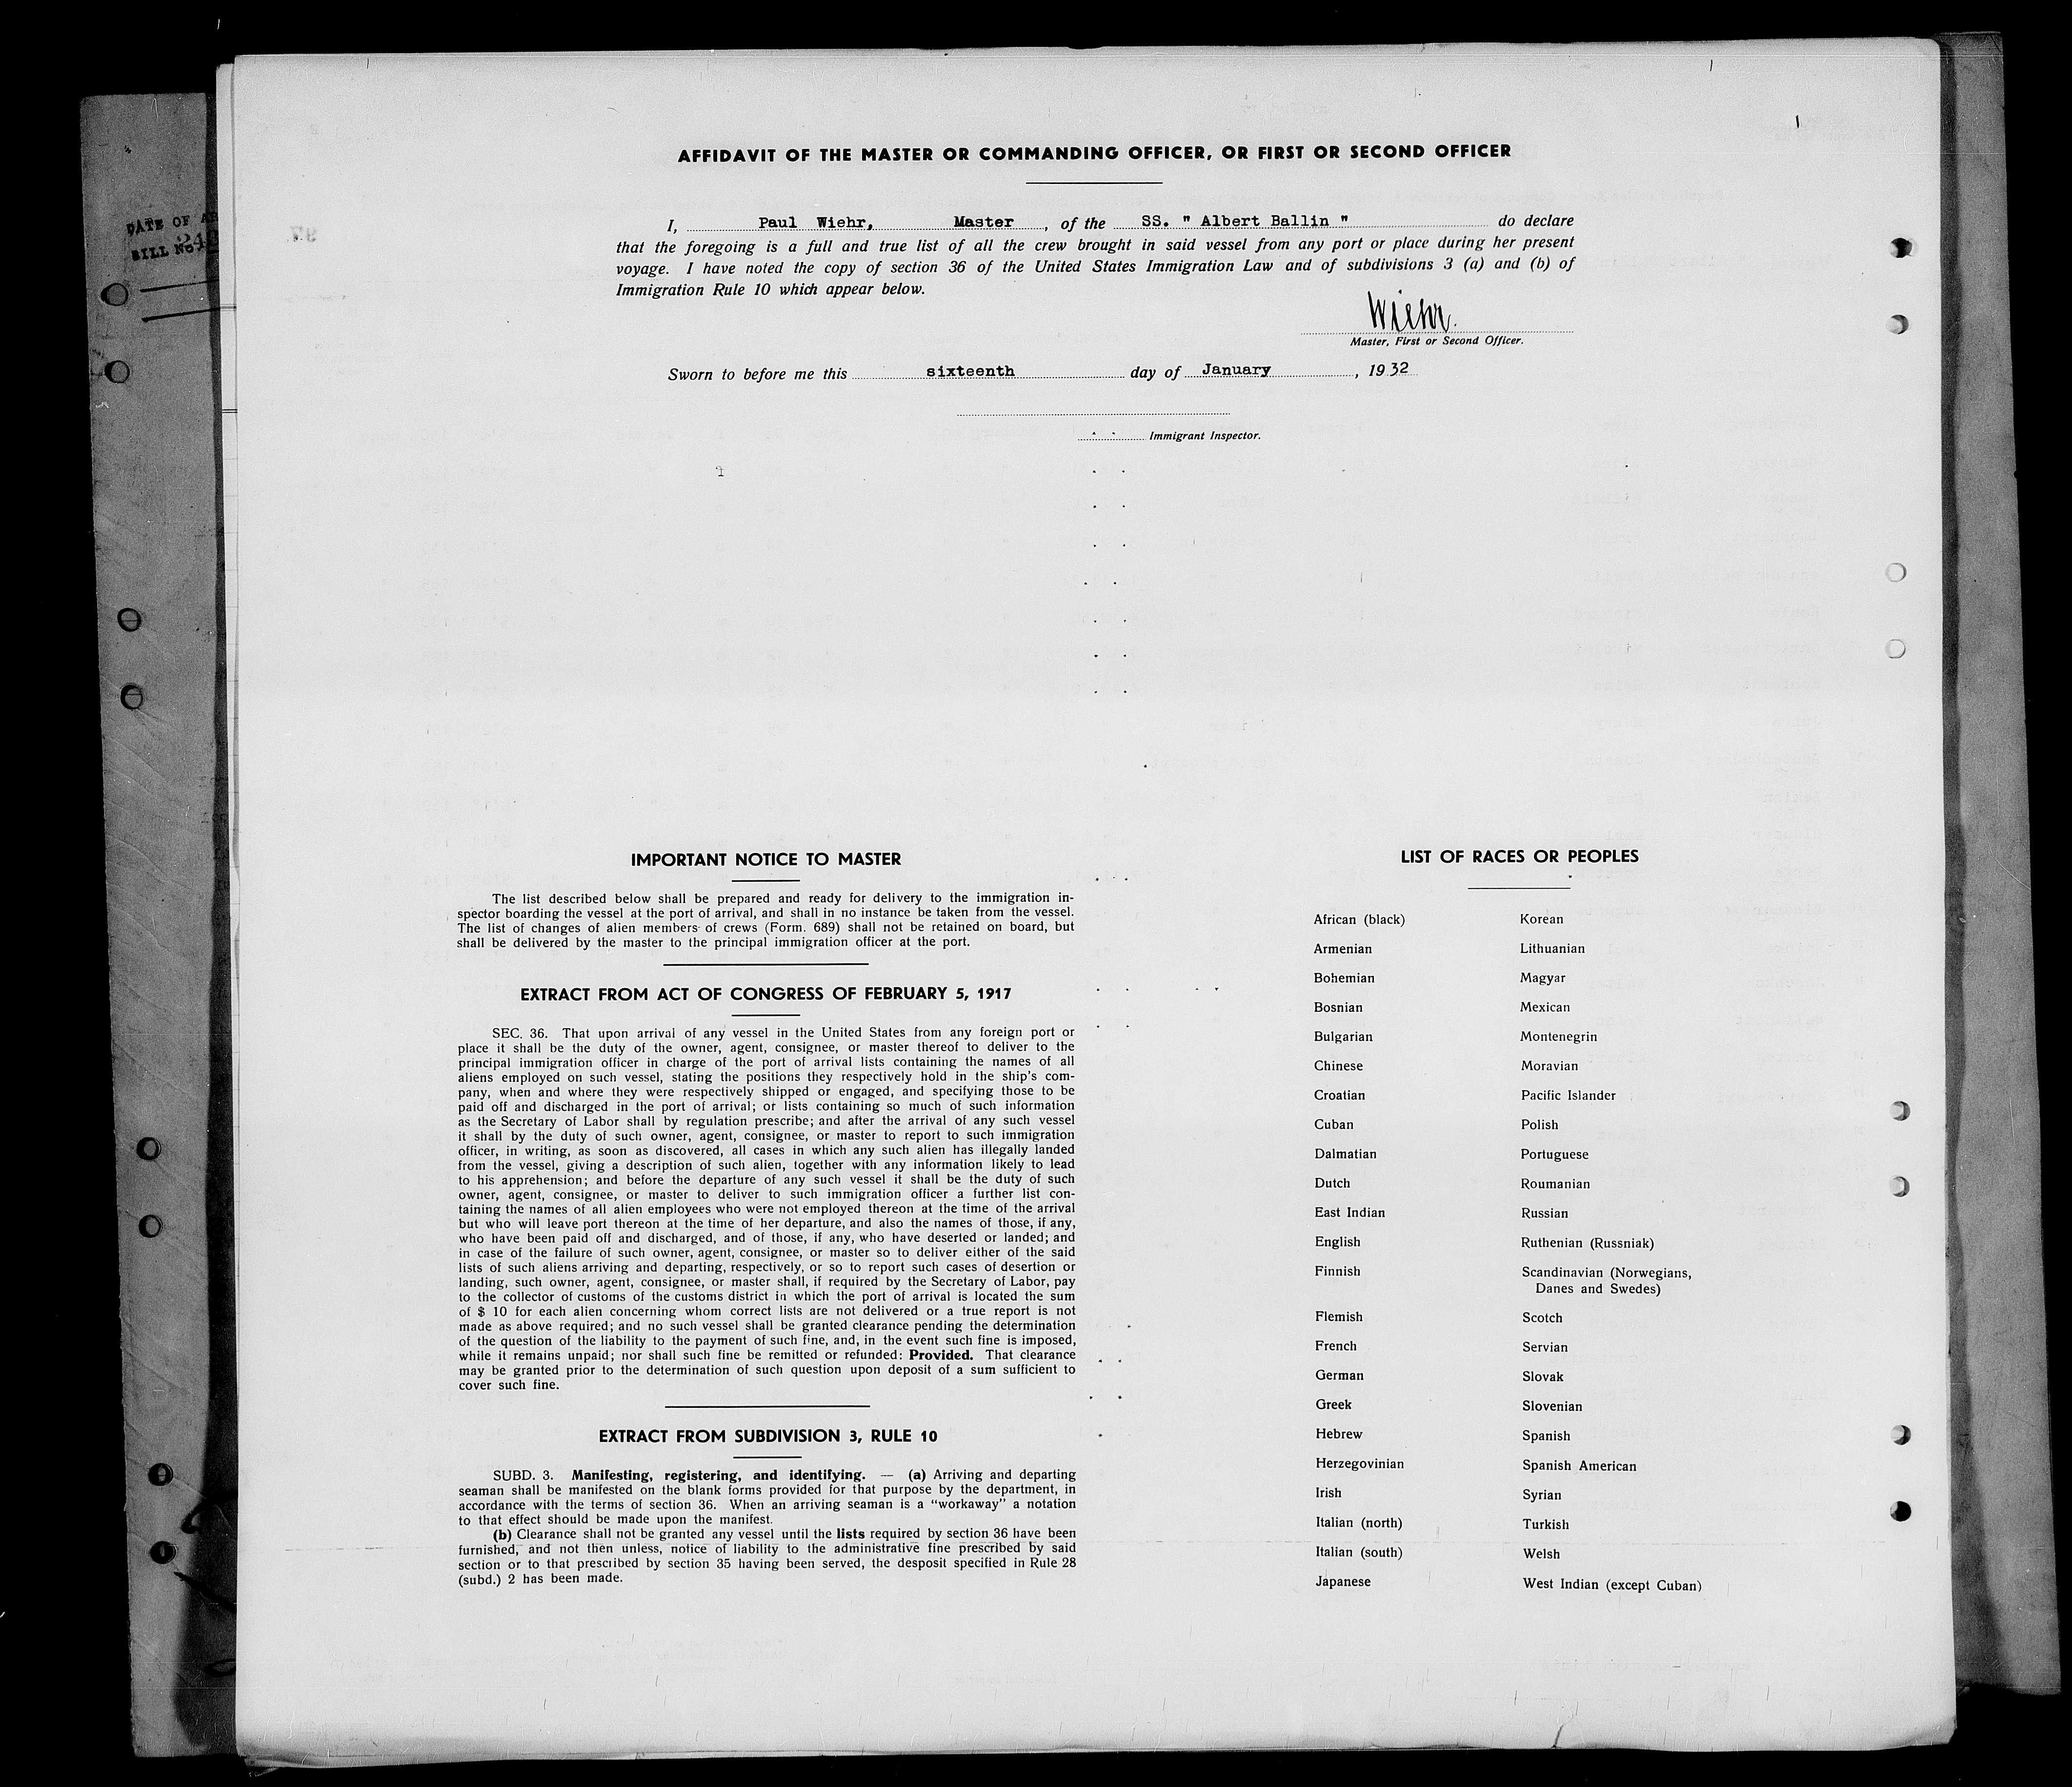 DATE OF
BILL No.
AFFIDAVIT OF THE MASTER OR COMMANDING OFFICER, OR FIRST OR SECOND OFFICER
I, Paul Wiehr, Master, of the SS. " Albert Ballin " do declare
that the foregoing is a full and true list of all the crew brought in said vessel from any port or place during her present
voyage. I have noted the copy of section 36 of the United States Immigration Law and of subdivisions 3 (a) and (b) of
Immigration Rule 10 which appear below.
Wiehr.
Master, First or Second Officer.
Sworn to before me this sixteenth day of January, 1932
Immigrant Inspector.
IMPORTANT NOTICE TO MASTER
The list described below shall be prepared and ready for delivery to the immigration in-
spector boarding the vessel at the port of arrival, and shall in no instance be taken from the vessel.
The list of changes of alien members of crews (Form. 689) shall not be retained on board, but
shall be delivered by the master to the principal immigration officer at the port.
EXTRACT FROM ACT OF CONGRESS OF FEBRUARY 5, 1917
SEC. 36. That upon arrival of any vessel in the United States from any foreign port or
place it shall be the duty of the owner, agent, consignee, or master thereof to deliver to the
principal immigration officer in charge of the port of arrival lists containing the names of all
aliens employed on such vessel, stating the positions they respectively hold in the ship's com-
pany, when and where they were respectively shipped or engaged, and specifying those to be
paid off and discharged in the port of arrival; or lists containing so much of such information
as the Secretary of Labor shall by regulation prescribe; and after the arrival of any such vessel
it shall by the duty of such owner, agent, consignee, or master to report to such immigration
officer, in writing, as soon as discovered, all cases in which any such alien has illegally landed
from the vessel, giving a description of such alien, together with any information likely to lead
to his apprehension; and before the departure of any such vessel it shall be the duty of such
owner, agent, consignee, or master to deliver to such immigration officer a further list con-
taining the names of all alien employees who were not employed thereon at the time of the arrival
but who will leave port thereon at the time of her departure, and also the names of those, if any,
who have been paid off and discharged, and of those, if any, who have deserted or landed; and
in case of the failure of such owner, agent, consignee, or master so to deliver either of the said
lists of such aliens arriving and departing, respectively, or so to report such cases of desertion or
landing, such owner, agent, consignee, or master shall, if required by the Secretary of Labor, pay
to the collector of customs of the customs district in which the port of arrival is located the sum
of $ 10 for each alien concerning whom correct lists are not delivered or a true report is not
made as above required; and no such vessel shall be granted clearance pending the determination
of the question of the liability to the payment of such fine, and, in the event such fine is imposed,
while it remains unpaid; nor shall such fine be remitted or refunded: Provided. That clearance
may be granted prior to the determination of such question upon deposit of a sum sufficient to
cover such fine.
EXTRACT FROM SUBDIVISION 3, RULE 10
SUBD. 3. Manifesting, registering, and identifying. — (a) Arriving and departing
seaman shall be manifested on the blank forms provided for that purpose by the department, in
accordance with the terms of section 36. When an arriving seaman is a "workaway" a notation
to that effect should be made upon the manifest.
(b) Clearance shall not be granted any vessel until the lists required by section 36 have been
furnished, and not then unless, notice of liability to the administrative fine prescribed by said
section or to that prescribed by section 35 having been served, the desposit specified in Rule 28
(subd.) 2 has been made.
LIST OF RACES OR PEOPLES
African (black)
Armenian
Bohemian
Bosnian
Bulgarian
Chinese
Croatian
Cuban
Dalmatian
Dutch
East Indian
English
Finnish
Flemish
French
German
Greek
Hebrew
Herzegovinian
Irish
Italian (north)
Italian (south)
Japanese
Korean
Lithuanian
Magyar
Mexican
Montenegrin
Moravian
Pacific Islander
Polish
Portuguese
Roumanian
Russian
Ruthenian (Russniak)
Scandinavian (Norwegians,
Danes and Swedes)
Scotch
Servian
Slovak
Slovenian
Spanish
Spanish American
Syrian
Turkish
Welsh
West Indian (except Cuban)